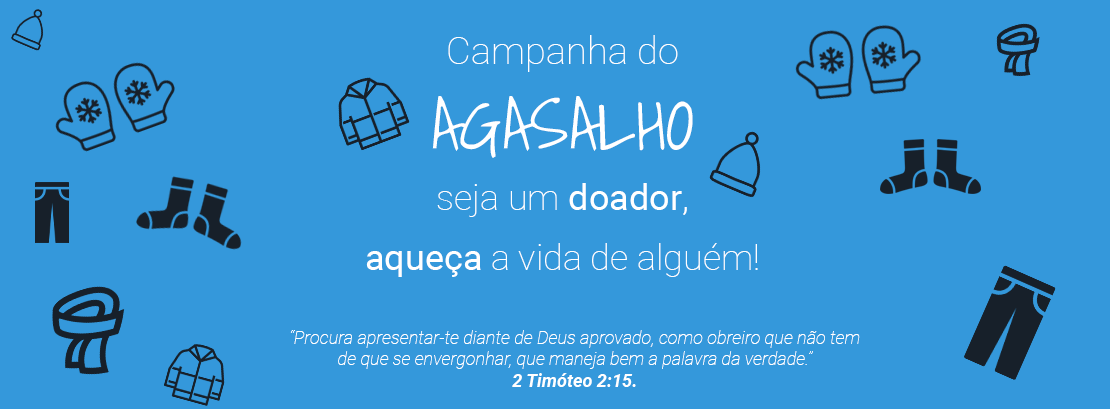 Campanha do
AGASALHO
seja um doador,
aqueça a vida de alguém!
“Procura apresentar-te diante de Deus aprovado, como obreiro que não tem
de que se envergonhar, que maneja bem a palavra da verdade.”
2 Timóteo 2:15.